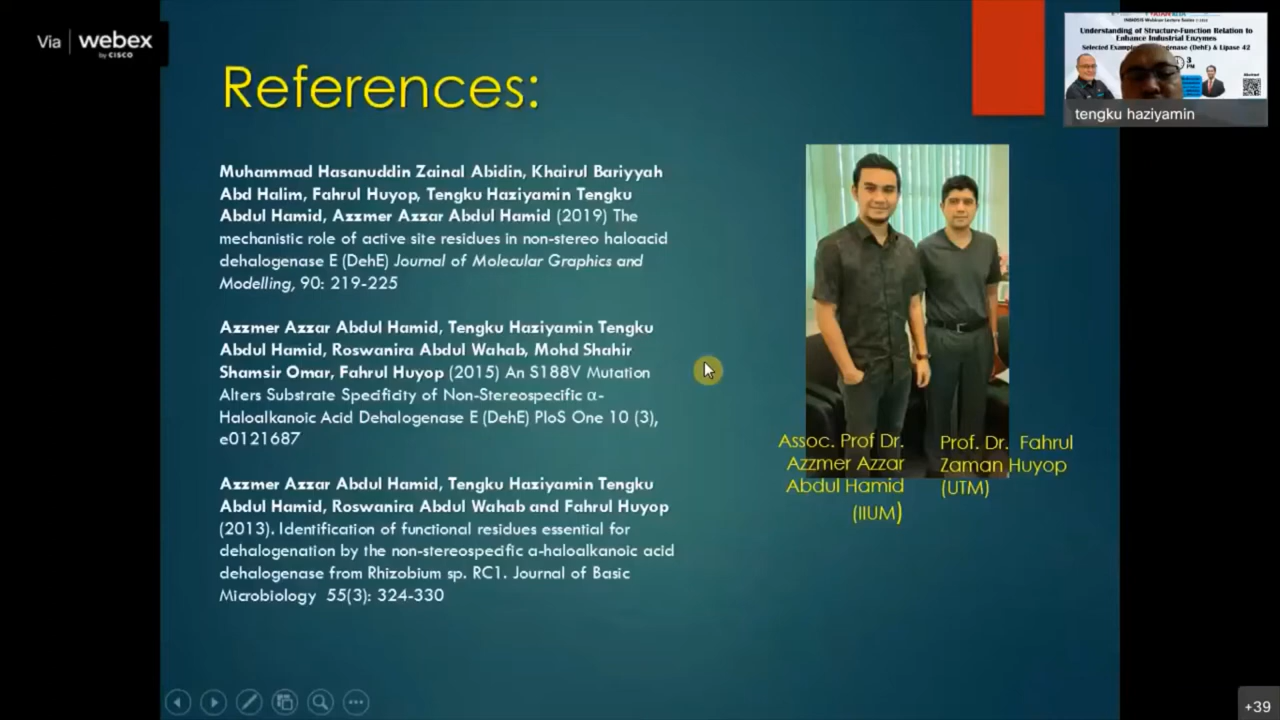 Via webex
by CISCO
References:
Muhammad Hasanuddin Zainal Abidin, Khairul Bariyyah
Abd Halim, Fahrul Huyop, Tengku Haziyamin Tengku
Abdul Hamid, Azzmer Azzar Abdul Hamid (2019) The
mechanistic role of active site residues in non-stereo haloacid
dehalogenase E (DehE) Journal of Molecular Graphics and
Modelling, 90: 219-225
Azzmer Azzar Abdul Hamid, Tengku Haziyamin Tengku
Abdul Hamid, Roswanira Abdul Wahab, Mohd Shahir
Shamsir Omar, Fahrul Huyop (2015) An S188V Mutation
Alters Substrate Specificity of Non-Stereospecific α-
Haloalkanoic Acid Dehalogenase E (DehE) PloS One 10 (3),
e0121687
Azzmer Azzar Abdul Hamid, Tengku Haziyamin Tengku
Abdul Hamid, Roswanira Abdul Wahab and Fahrul Huyop
(2013). Identification of functional residues essential for
dehalogenation by the non-stereospecific a-haloalkanoic acid
dehalogenase from Rhizobium sp. RC1. Journal of Basic
Microbiology 55(3): 324-330
Assoc. Prof Dr.
Azzmer Azzar
Abdul Hamid
(IIUM)
Prof. Dr. Fahrul
Zaman Huyop
(UTM)
Understanding of Structure-Function Relation to
Enhance Industrial Enzymes
Selected (DehE) & Lipase 42
3
PM
tengku haziyamin
+39